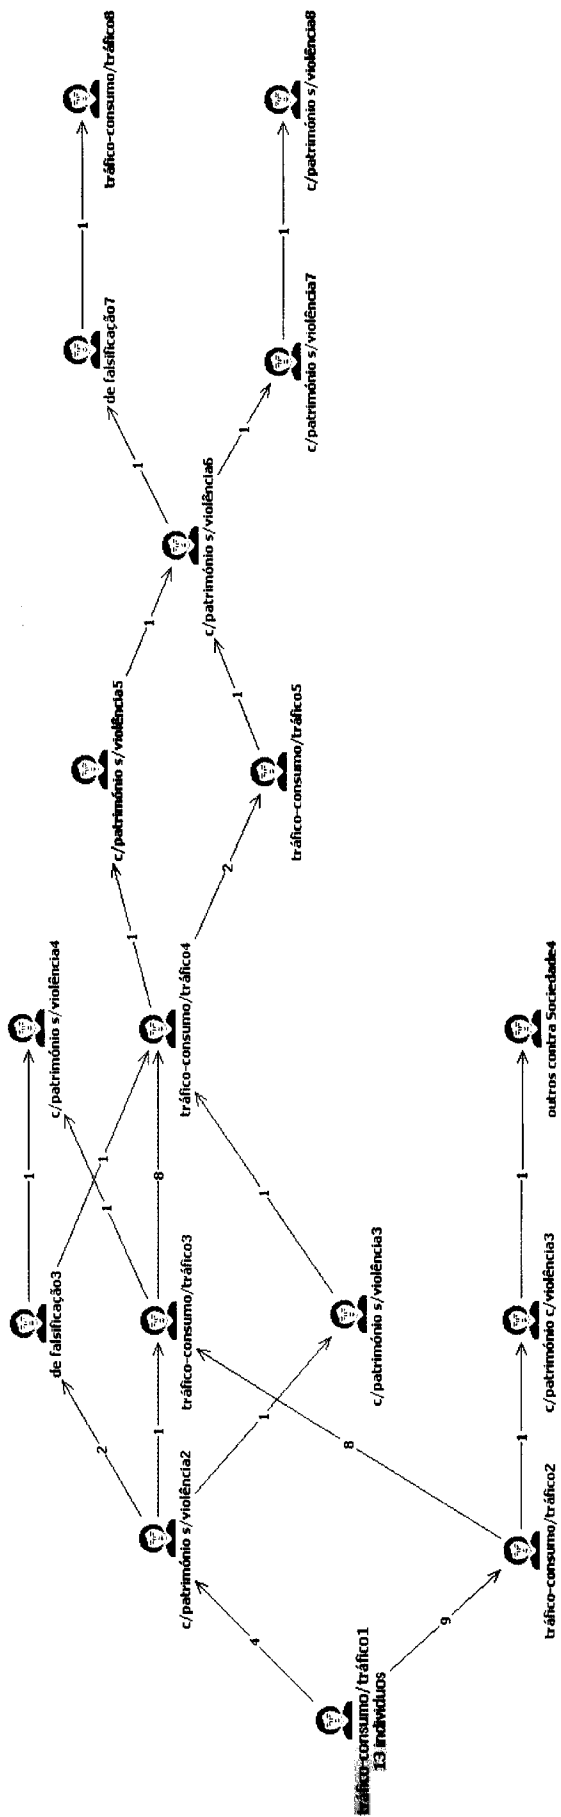 tráfico-consumo/tráfico1
13 individuos
4
9
c/património s/violência2
tráfico-consumo/tráfico2
2
1
1
8
1
de falsificação3
tráfico-consumo/tráfico3
c/património s/violência3
c/património c/violência3
1
1
1
8
1
1
c/património s/violência4
tráfico-consumo/tráfico4
outros contra Sociedade4
1
2
c/património s/violência5
tráfico-consumo/tráfico5
1
1
c/património s/violência6
1
1
de falsificação7
c/património s/violência7
1
1
tráfico-consumo/tráfico8
c/património s/violência8